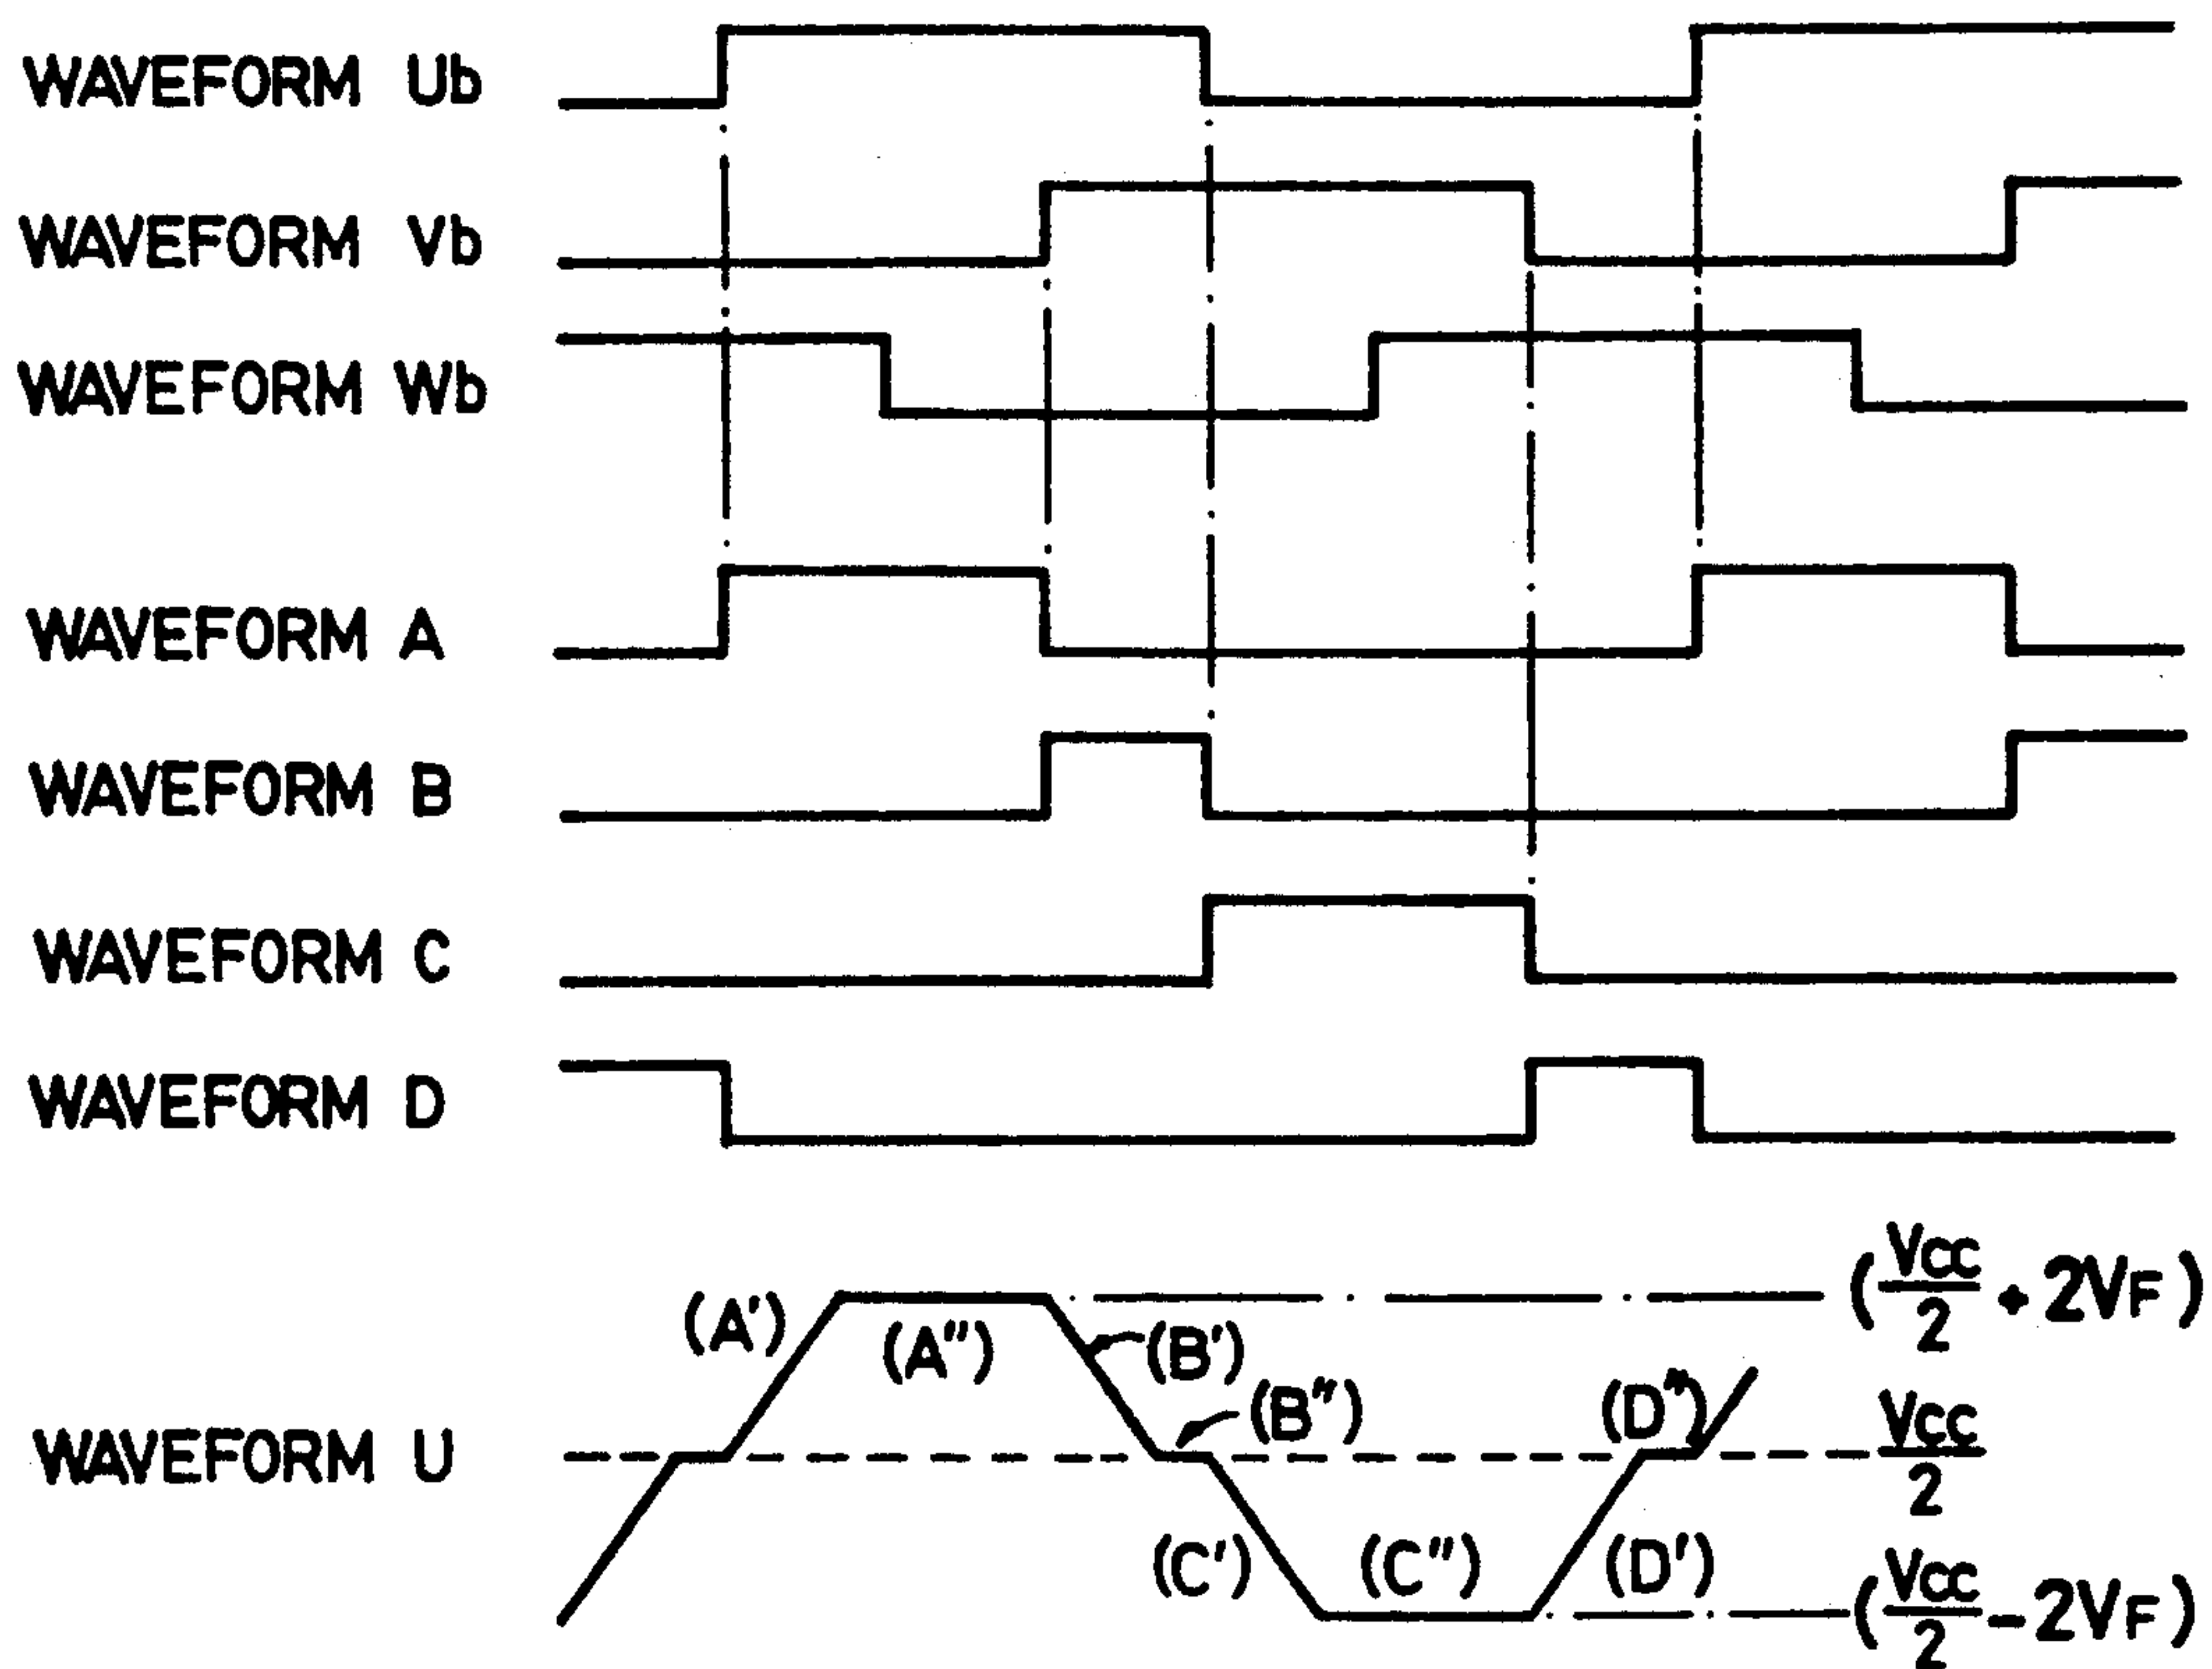 WAVEFORM Ub
WAVEFORM Vb
WAVEFORM Wb
WAVEFORM A
WAVEFORM B
WAVEFORM C
WAVEFORM D
(Vcc/2 + 2VF)
(A')
(A")
(B')
(B")
(D")
WAVEFORM U
Vcc/2
(C')
(C")
(D')
(Vcc/2 - 2VF)